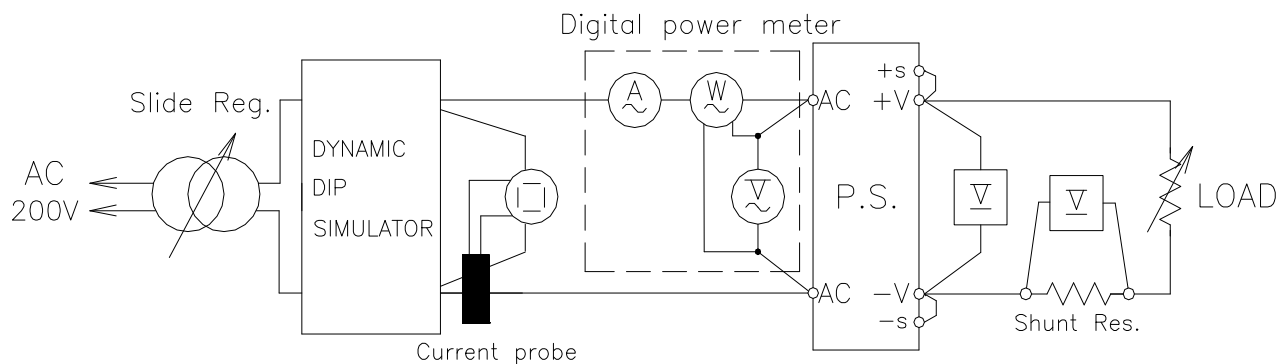 Digital power meter
Slide Reg.
AC
200V
DYNAMIC
DIP
SIMULATOR
Current probe
A
W
V
AC
AC
P.S.
+s
+V
-V
-s
V
V
Shunt Res.
LOAD